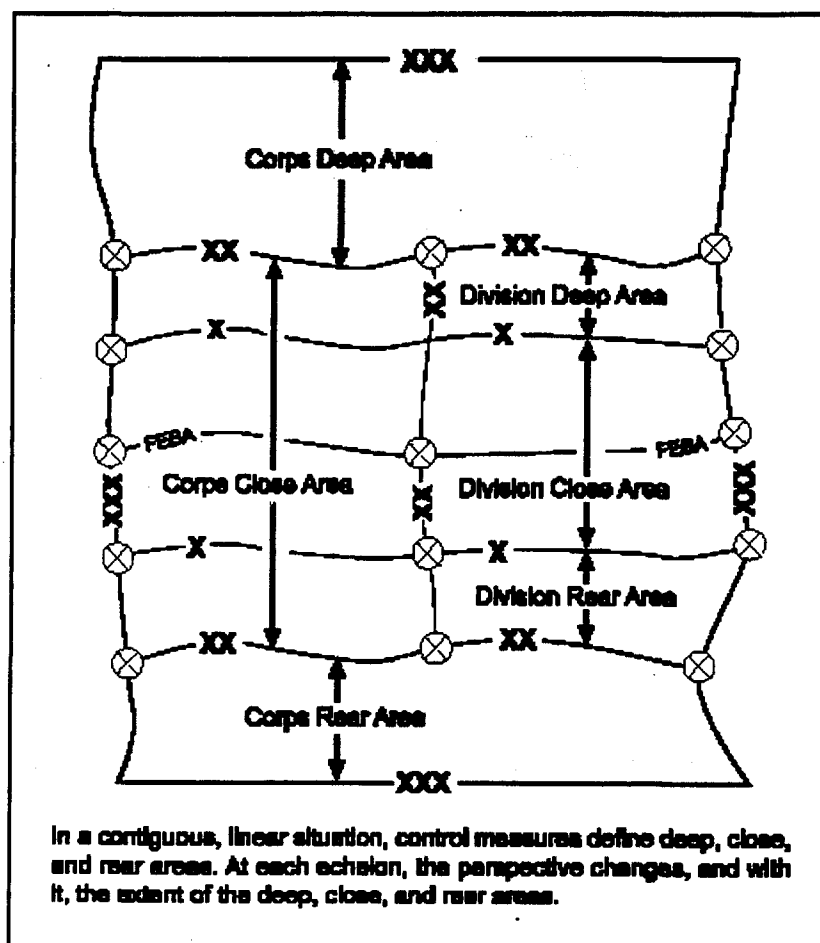 XXX
Corps Deep Area
XX
XX
XX
Division Deep Area
X
X
FEBA
FEBA
XXX
Corps Close Area
XX
Division Close Area
XXX
X
X
Division Rear Area
XX
XX
Corps Rear Area
XXX
In a contiguous, linear situation, control measures define deep, close,
and rear areas. At each echelon, the perspective changes, and with
it, the extent of the deep, close, and rear areas.